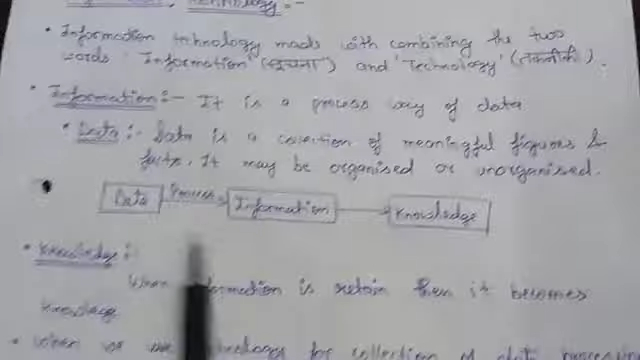 Information Technology :-
• Information technology made with combining the two
words 'Information' (सूचना) and 'Technology' (तकनीकी).
• Information :- It is a process way of data
• Data :- Data is a collection of meaningful figures &
facts. It may be organised or unorganised.
Data Process Information Knowledge
• Knowledge :-
When information is retain then it becomes
knowledge
• When we use technology for collection of data